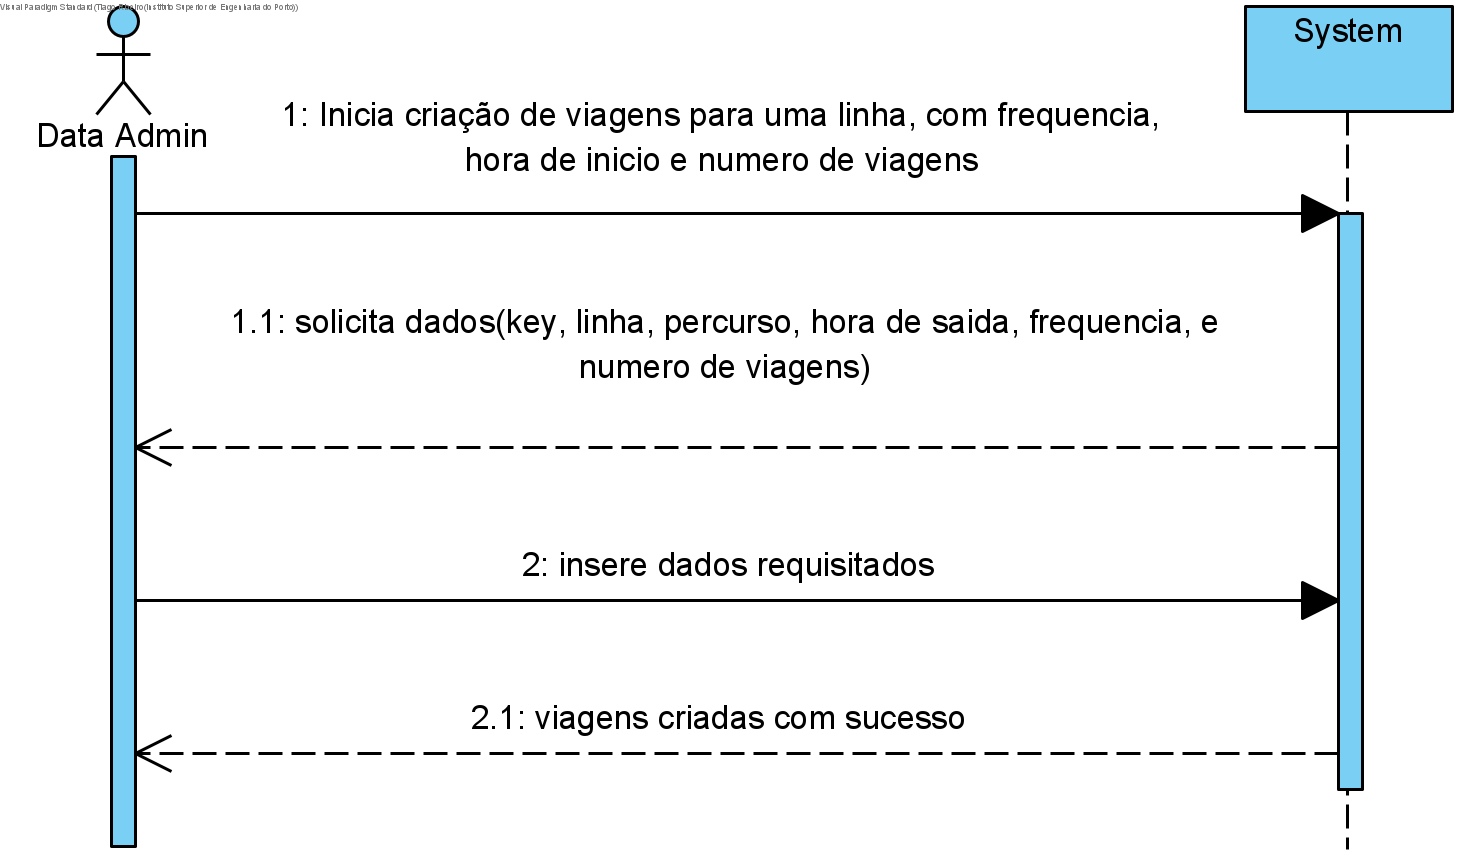 Visual Paradigm Standard(Tiago Ribeiro(Instituto Superior de Engenharia do Porto))
System
Data Admin
1: Inicia criação de viagens para uma linha, com frequencia,
hora de inicio e numero de viagens
1.1: solicita dados(key, linha, percurso, hora de saida, frequencia, e
numero de viagens)
2: insere dados requisitados
2.1: viagens criadas com sucesso